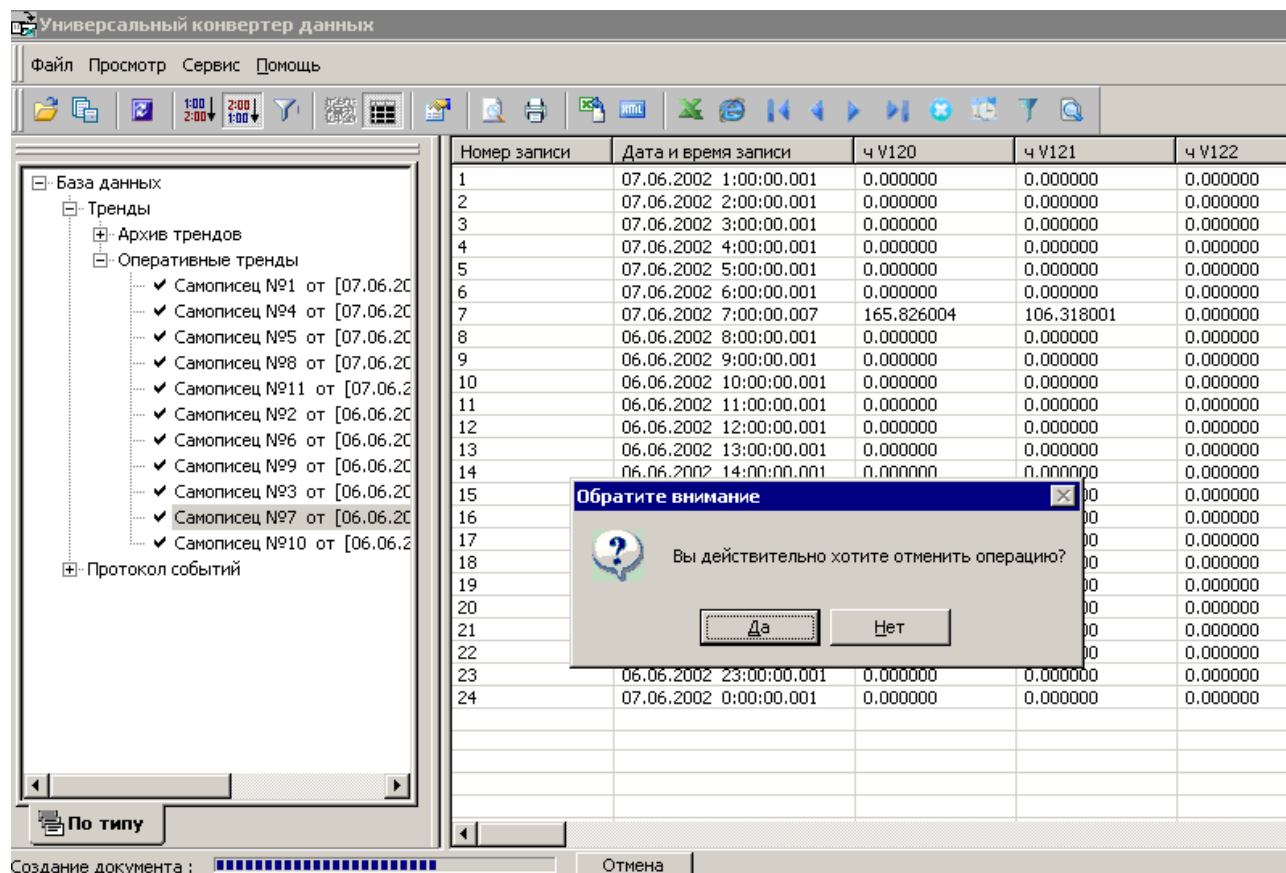 Универсальный конвертер данных
Файл Просмотр Сервис Помощь
1:00 2:00 2:00 1:00 xml
База данных
Тренды
Архив трендов
Оперативные тренды
Самописец №1 от [07.06.20
Самописец №4 от [07.06.20
Самописец №5 от [07.06.20
Самописец №8 от [07.06.20
Самописец №11 от [07.06.2
Самописец №2 от [06.06.20
Самописец №6 от [06.06.20
Самописец №9 от [06.06.20
Самописец №3 от [06.06.20
Самописец №7 от [06.06.20
Самописец №10 от [06.06.2
Протокол событий
По типу
Номер записи Дата и время записи ч V120 ч V121 ч V122
1 07.06.2002 1:00:00.001 0.000000 0.000000 0.000000
2 07.06.2002 2:00:00.001 0.000000 0.000000 0.000000
3 07.06.2002 3:00:00.001 0.000000 0.000000 0.000000
4 07.06.2002 4:00:00.001 0.000000 0.000000 0.000000
5 07.06.2002 5:00:00.001 0.000000 0.000000 0.000000
6 07.06.2002 6:00:00.001 0.000000 0.000000 0.000000
7 07.06.2002 7:00:00.007 165.826004 106.318001 0.000000
8 06.06.2002 8:00:00.001 0.000000 0.000000 0.000000
9 06.06.2002 9:00:00.001 0.000000 0.000000 0.000000
10 06.06.2002 10:00:00.001 0.000000 0.000000 0.000000
11 06.06.2002 11:00:00.001 0.000000 0.000000 0.000000
12 06.06.2002 12:00:00.001 0.000000 0.000000 0.000000
13 06.06.2002 13:00:00.001 0.000000 0.000000 0.000000
14 06.06.2002 14:00:00.001 0.000000 0.000000 0.000000
15 00 0.000000
16 00 0.000000
17 00 0.000000
18 00 0.000000
19 00 0.000000
20 00 0.000000
21 00 0.000000
22 00 0.000000
23 06.06.2002 23:00:00.001 0.000000 0.000000 0.000000
24 07.06.2002 0:00:00.001 0.000000 0.000000 0.000000
Обратите внимание
Вы действительно хотите отменить операцию?
Да Нет
Создание документа : Отмена